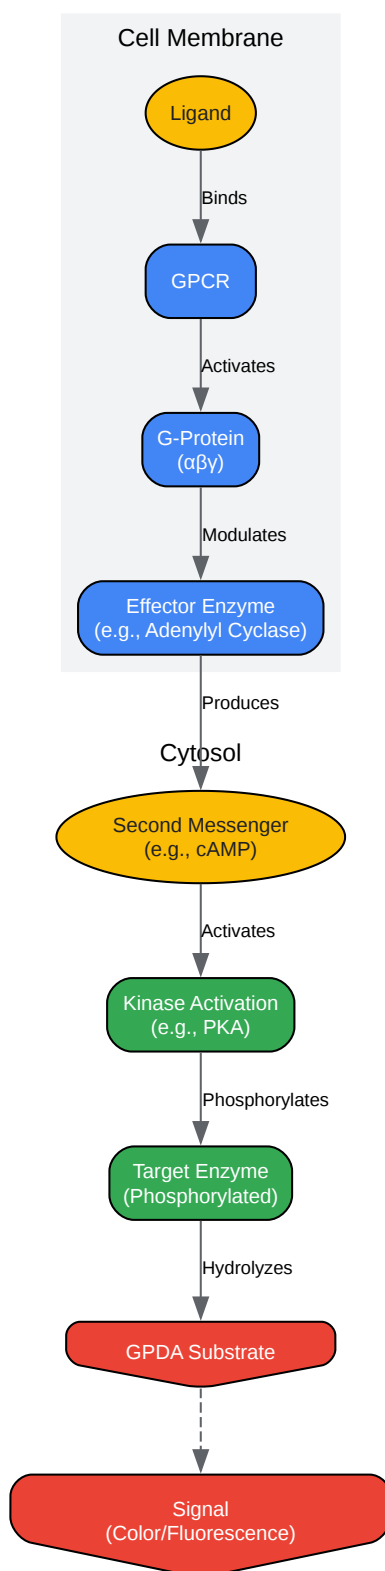 Cell Membrane
Ligand
Binds
GPCR
Activates
G-Protein
(αβγ)
Modulates
Effector Enzyme
(e.g., Adenylyl Cyclase)
Produces
Cytosol
Second Messenger
(e.g., cAMP)
Activates
Kinase Activation
(e.g., PKA)
Phosphorylates
Target Enzyme
(Phosphorylated)
Hydrolyzes
GPDA Substrate
Signal
(Color/Fluorescence)